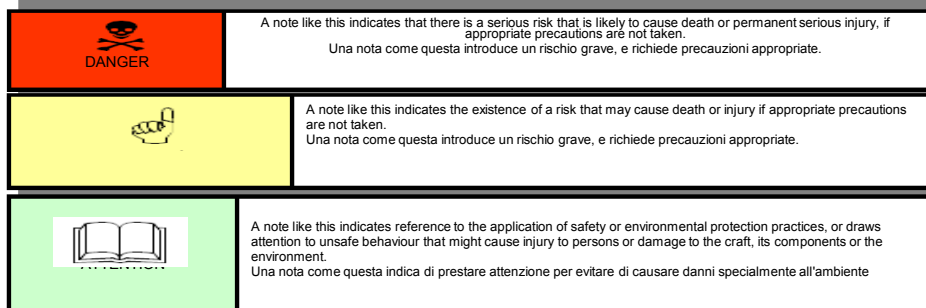 DANGER
A note like this indicates that there is a serious risk that is likely to cause death or permanent serious injury, if
appropriate precautions are not taken.
Una nota come questa introduce un rischio grave, e richiede precauzioni appropriate.
A note like this indicates the existence of a risk that may cause death or injury if appropriate precautions
are not taken.
Una nota come questa introduce un rischio grave, e richiede precauzioni appropriate.
A note like this indicates reference to the application of safety or environmental protection practices, or draws
attention to unsafe behaviour that might cause injury to persons or damage to the craft, its components or the
environment.
Una nota come questa indica di prestare attenzione per evitare di causare danni specialmente all'ambiente